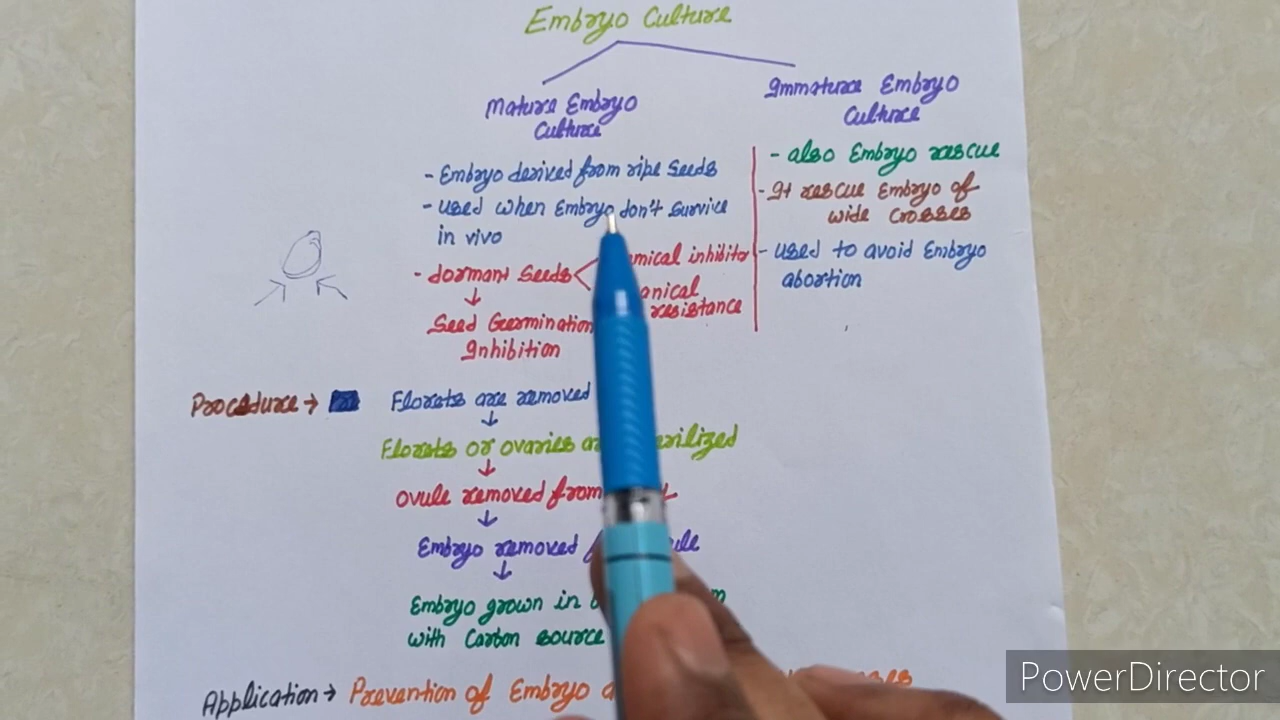 Embryo Culture
Mature Embryo
Culture
- Embryo derived from ripe seeds
- used when Embryo don't survive
in vivo
- dormant seeds
mical inhibitor
anical
resistance
↓
Seed Germination
Inhibition
Immature Embryo
Culture
- also Embryo rescue
- It rescue Embryo of
wide crosses
- used to avoid Embryo
abortion
Procedure →
Florets are removed
↓
Florets or ovaries erilized
↓
Ovule removed from
↓
Embryo removed
↓
Embryo grown in
with Carbon source
Application → Prevention of Embryo
PowerDirector